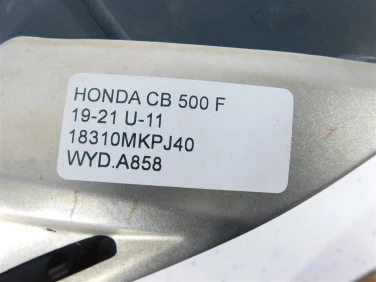 HONDA CB 500 F
19-21 U-11
18310MKPJ40
WYD.A858